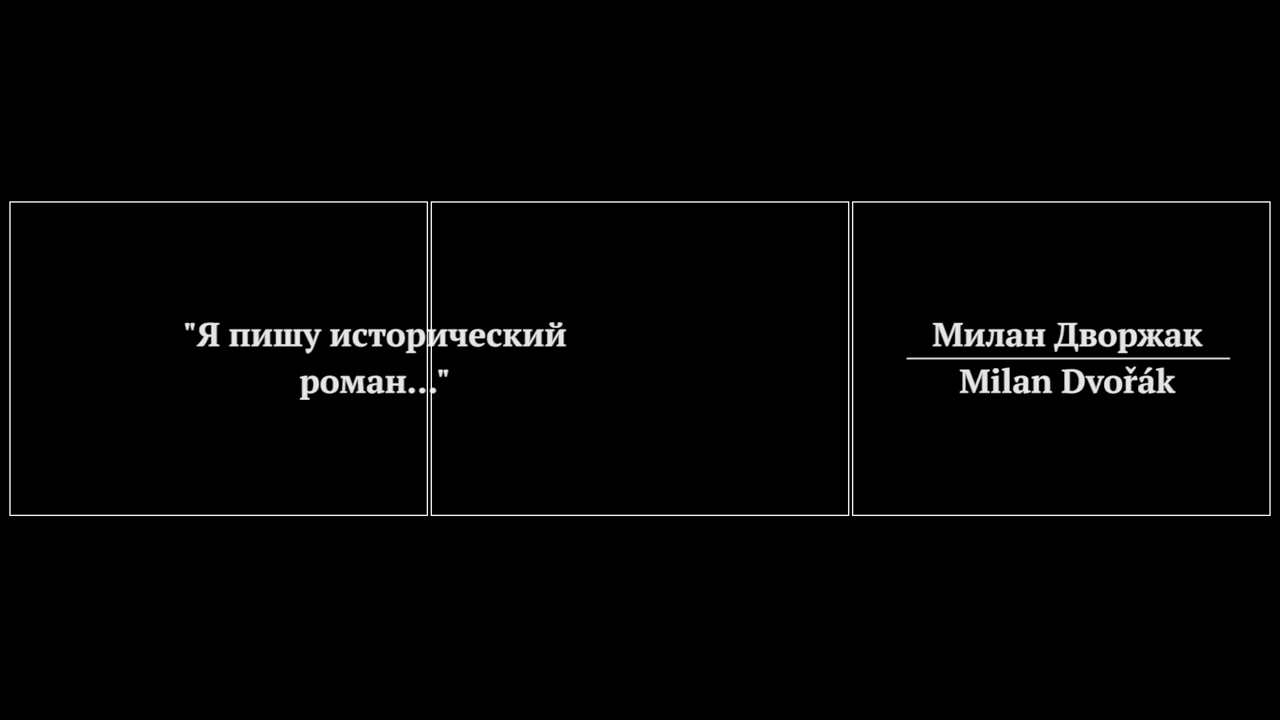 "Я пишу исторический
роман..."
Милан Дворжак
Milan Dvořák